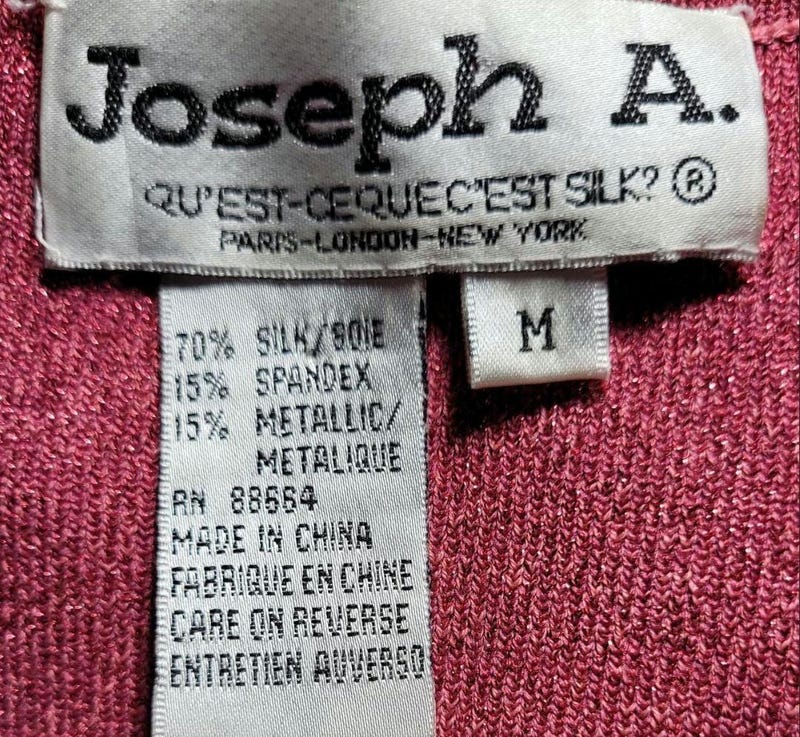 Joseph A.
QU'EST-CEQUEC'EST SILK? ®
PARIS-LONDON-NEW YORK
M
70% SILK/SOIE
15% SPANDEX
15% METALLIC/
METALIQUE
RN 88664
MADE IN CHINA
FABRIQUE EN CHINE
CARE ON REVERSE
ENTRETIEN AUVERSO